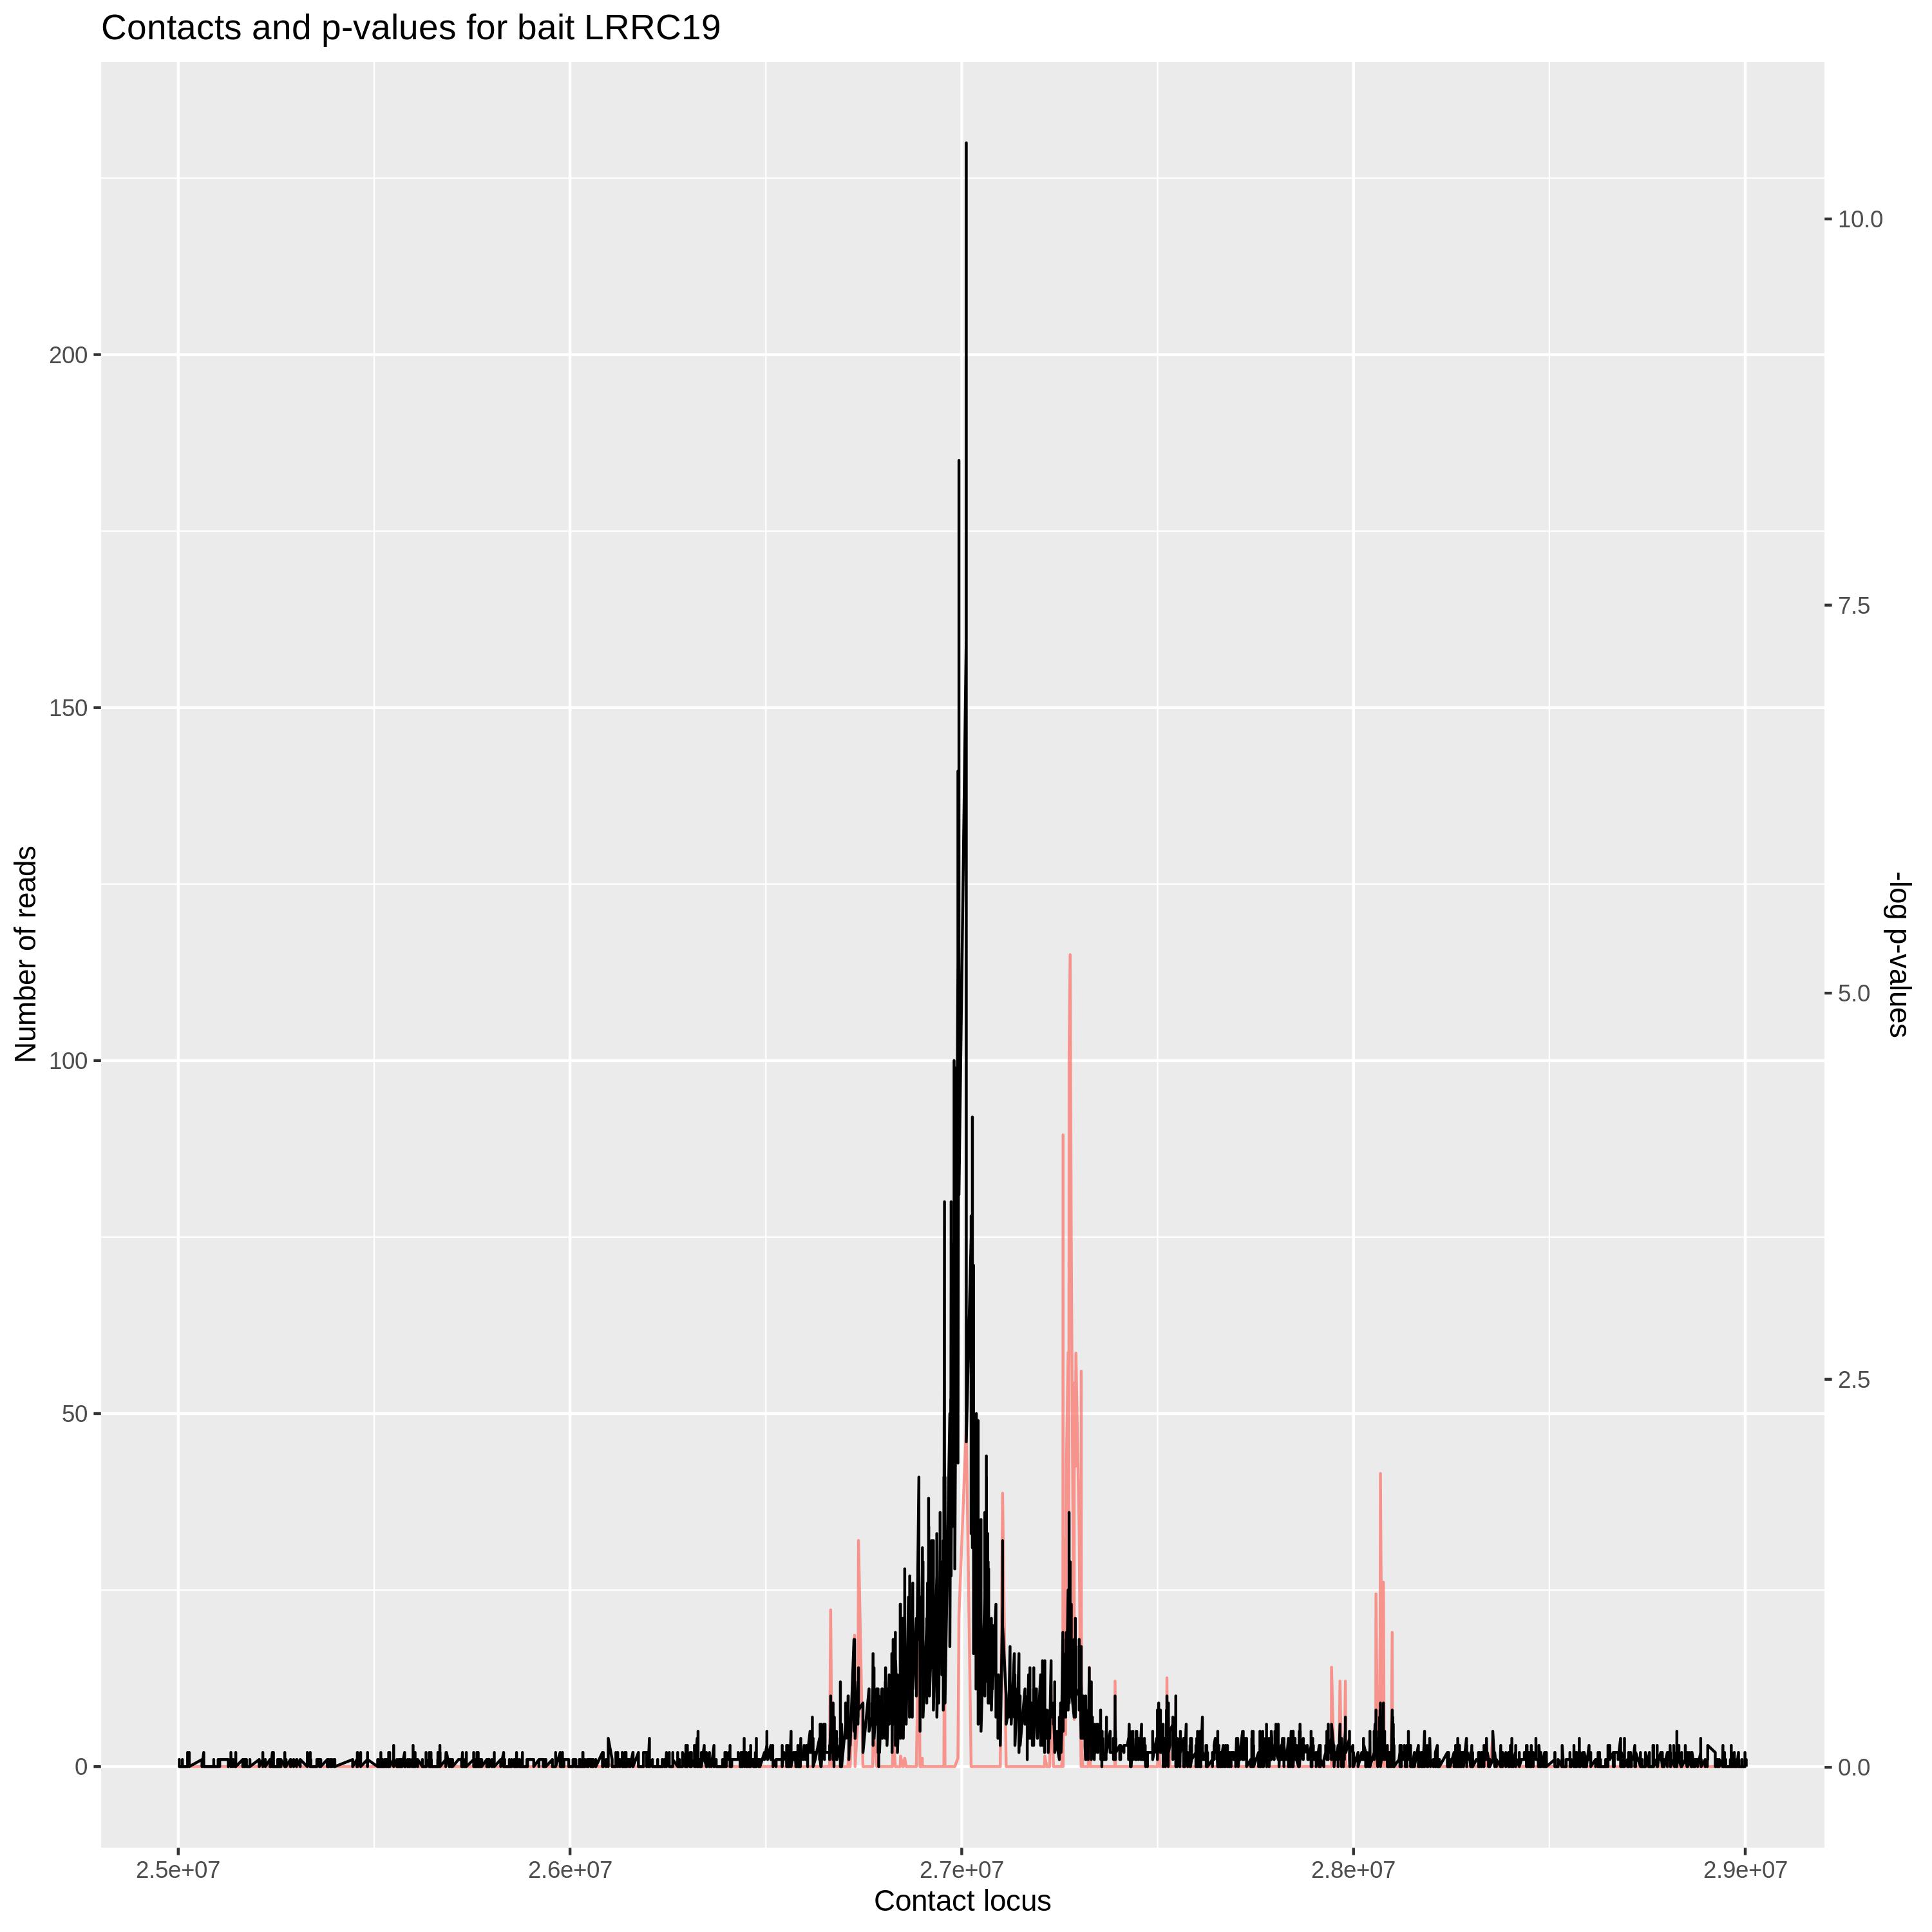 Contacts and p-values for bait LRRC19
Number of reads
200
150
100
50
0
10.0
7.5
5.0
2.5
0.0
-log p-values
2.5e+07
2.6e+07
2.7e+07
2.8e+07
2.9e+07
Contact locus